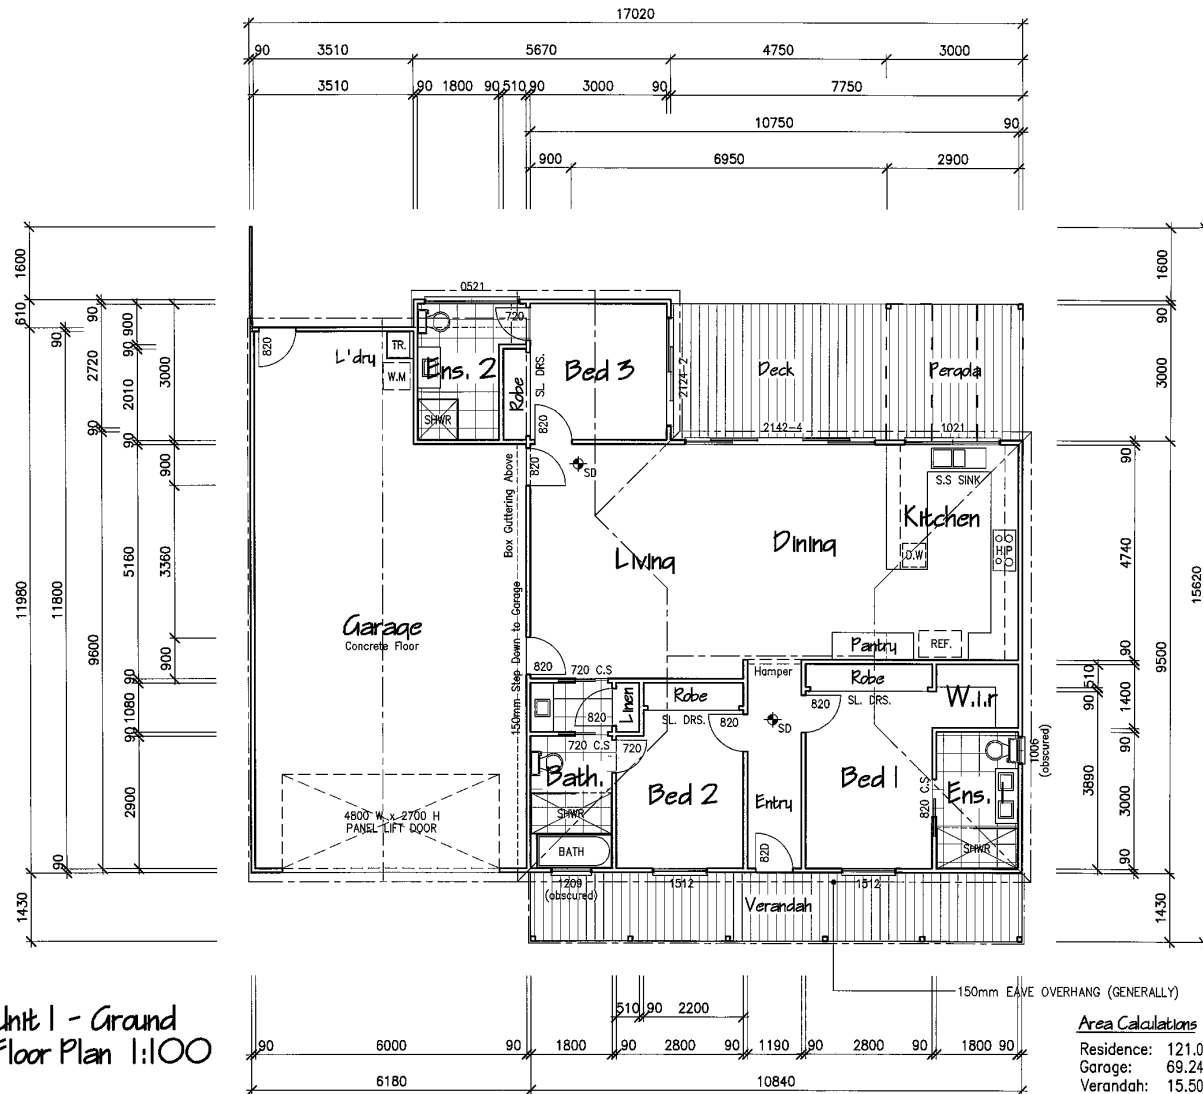 17020
90 3510 5670 4750 3000
3510 90 1800 90 510 90 3000 90 7750
10750 90
900 6950 2900
1600
610
11980
1430
90
11800
90
90
2720
90
9600
900
90
2010
90
5160
90
1080
90
2900
3000
900
3360
900
0521
720
820
L'dry
TR.
W.M
Ens. 2
SHWR
Robe
SL. DRS.
Bed 3
820
2124-2
Deck
Pergola
2142-4
1021
820
SD
Box Guttering Above
S.S SINK
Kitchen
D.W
H.P
Living
Dining
Garage
Concrete Floor
150mm Step Down to Garage
Pantry
REF.
820
720 C.S
Hamper
Robe
SL. DRS.
W.I.r
Linen
Robe
SL. DRS.
820
820
820
SD
720 C.S
720
Bath.
Bed 2
Entry
Bed 1
820 C.S
Ens.
1006
(obscured)
SHWR
BATH
820
SHWR
4800 W x 2700 H
PANEL LIFT DOOR
1209
(obscured)
1512
1512
Verandah
1600
90
3000
9500
1430
15620
90
4740
90
1400
90
3000
90
510
90
3890
150mm EAVE OVERHANG (GENERALLY)
Unit 1 - Ground
Floor Plan 1:100
510 90 2200
90 6000 90 1800 90 2800 90 1190 90 2800 90 1800 90
6180 10840
Area Calculations
Residence: 121.0
Garage: 69.24
Verandah: 15.50